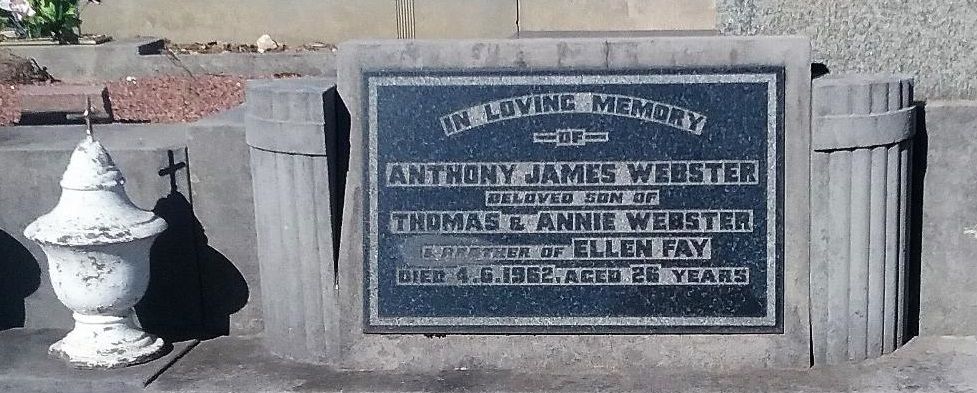 IN LOVING MEMORY
OF
ANTHONY JAMES WEBSTER
BELOVED SON OF
THOMAS & ANNIE WEBSTER
& BROTHER OF ELLEN FAY
DIED 4.6.1962, AGED 26 YEARS